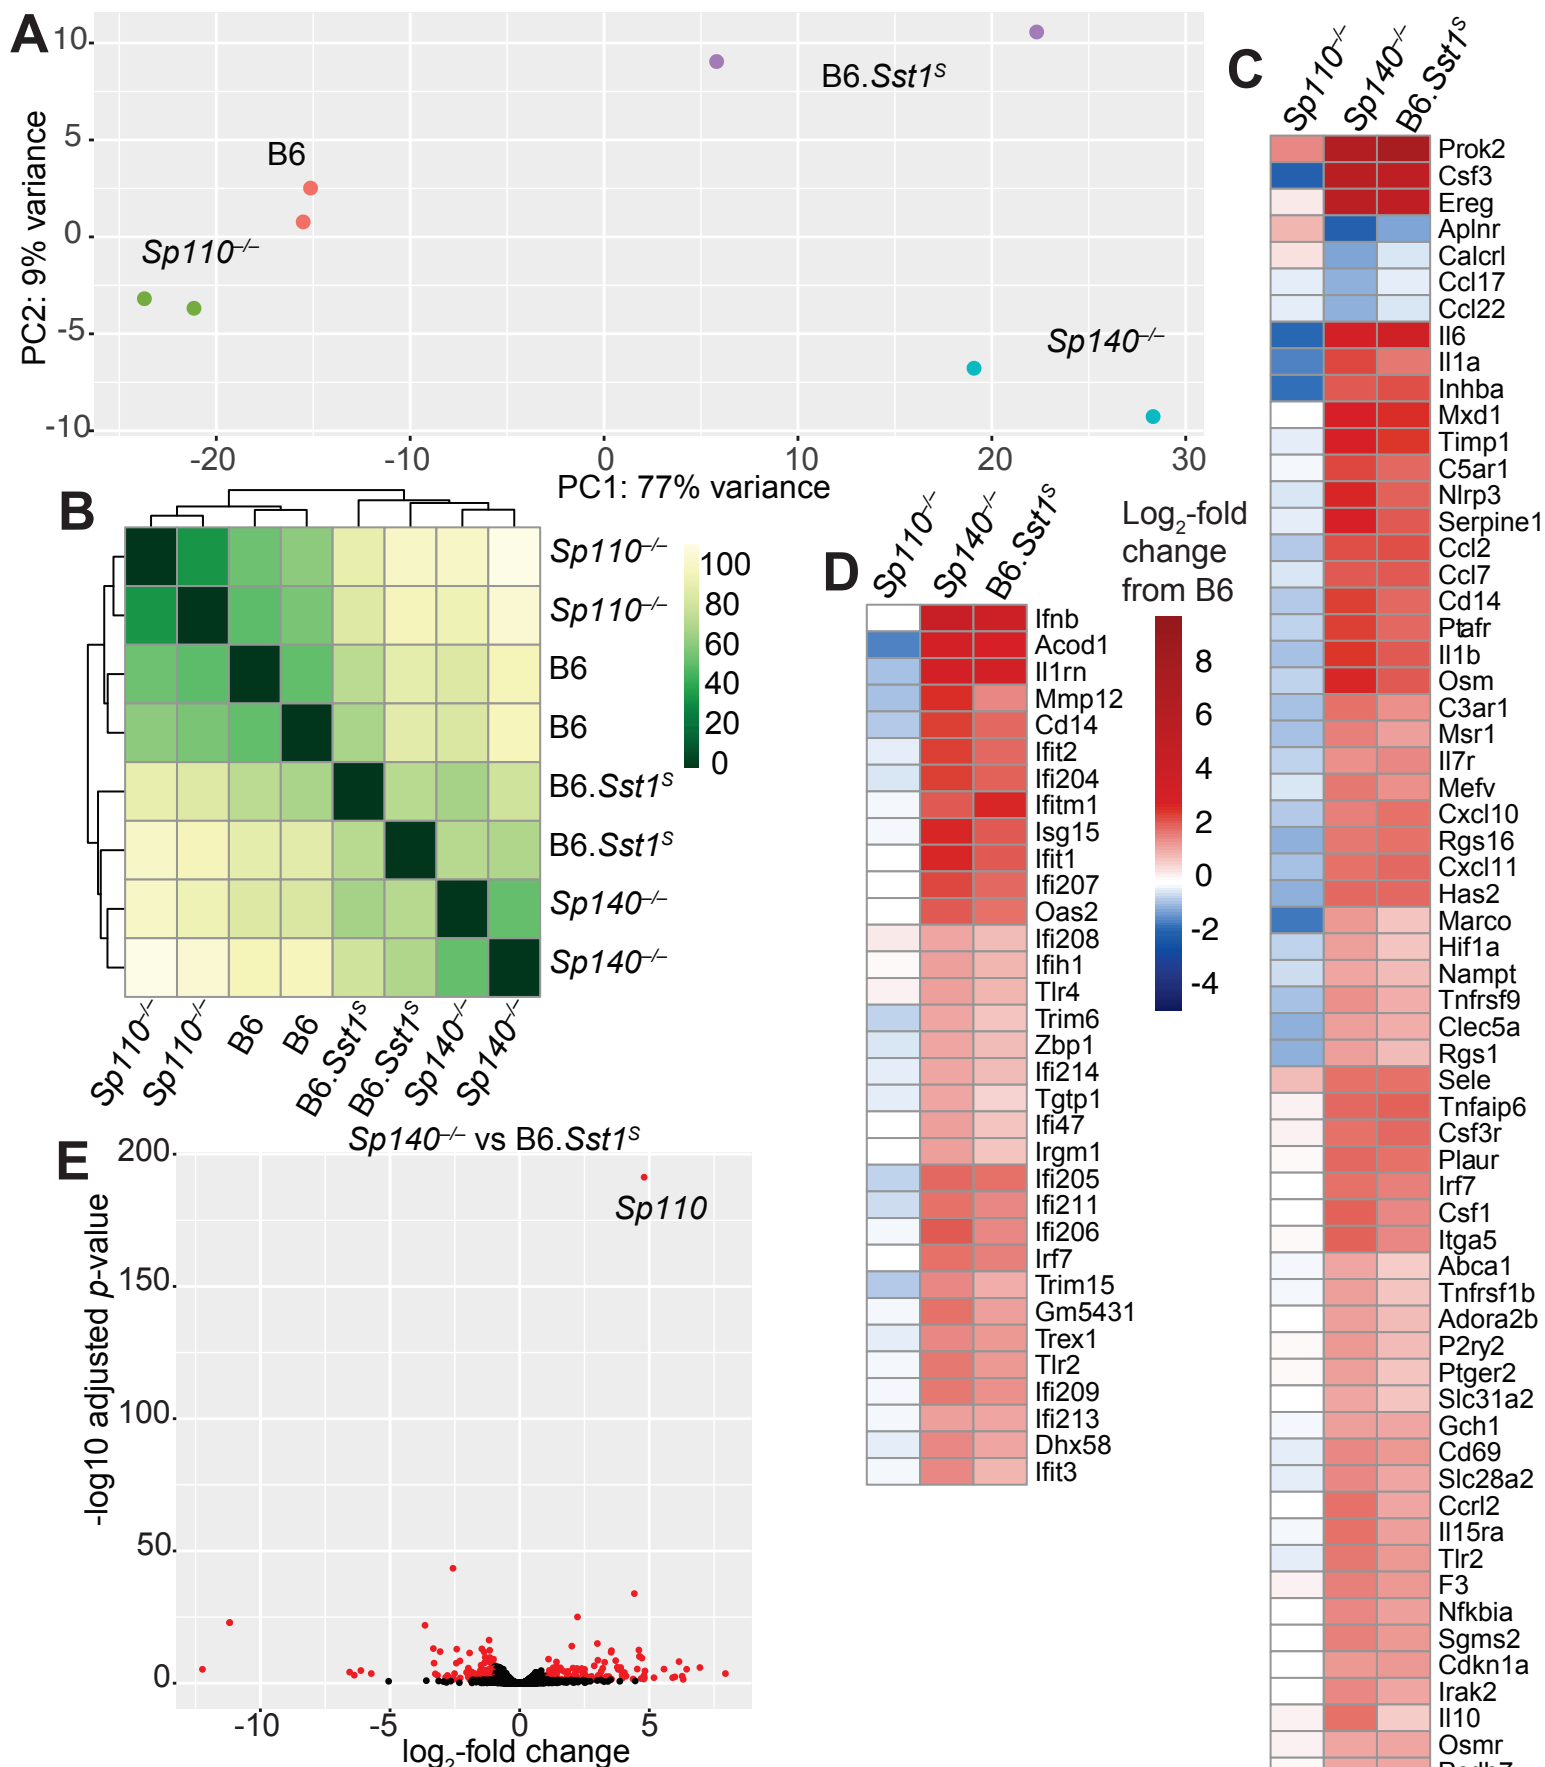 A
10
5
0
-5
-10
PC2: 9% variance
B6
Sp110–/–
B6.Sst1S
Sp140–/–
-20
-10
0
10
20
30
PC1: 77% variance
B
Sp110–/–
Sp110–/–
B6
B6
B6.Sst1S
B6.Sst1S
Sp140–/–
Sp140–/–
100
80
60
40
20
0
Sp110–/–
Sp110–/–
B6
B6
B6.Sst1S
B6.Sst1S
Sp140–/–
Sp140–/–
C
Sp110–/–
Sp140–/–
B6.Sst1S
Prok2
Csf3
Ereg
Aplnr
Calcrl
Ccl17
Ccl22
Il6
Il1a
Inhba
Mxd1
Timp1
C5ar1
Nlrp3
Serpine1
Ccl2
Ccl7
Cd14
Ptafr
Il1b
Osm
C3ar1
Msr1
Il7r
Mefv
Cxcl10
Rgs16
Cxcl11
Has2
Marco
Hif1a
Nampt
Tnfrsf9
Clec5a
Rgs1
Sele
Tnfaip6
Csf3r
Plaur
Irf7
Csf1
Itga5
Abca1
Tnfrsf1b
Adora2b
P2ry2
Ptger2
Slc31a2
Gch1
Cd69
Slc28a2
Ccrl2
Il15ra
Tlr2
F3
Nfkbia
Sgms2
Cdkn1a
Irak2
Il10
Osmr
D
Sp110–/–
Sp140–/–
B6.Sst1S
Ifnb
Acod1
Il1rn
Mmp12
Cd14
Ifit2
Ifi204
Ifitm1
Isg15
Ifit1
Ifi207
Oas2
Ifi208
Ifih1
Tlr4
Trim6
Zbp1
Ifi214
Tgtp1
Ifi47
Irgm1
Ifi205
Ifi211
Ifi206
Irf7
Trim15
Gm5431
Trex1
Tlr2
Ifi209
Ifi213
Dhx58
Ifit3
Log2-fold
change
from B6
8
6
4
2
0
-2
-4
E
Sp140–/– vs B6.Sst1S
200
150
100
50
0
-log10 adjusted p-value
Sp110
-10
-5
0
5
log2-fold change